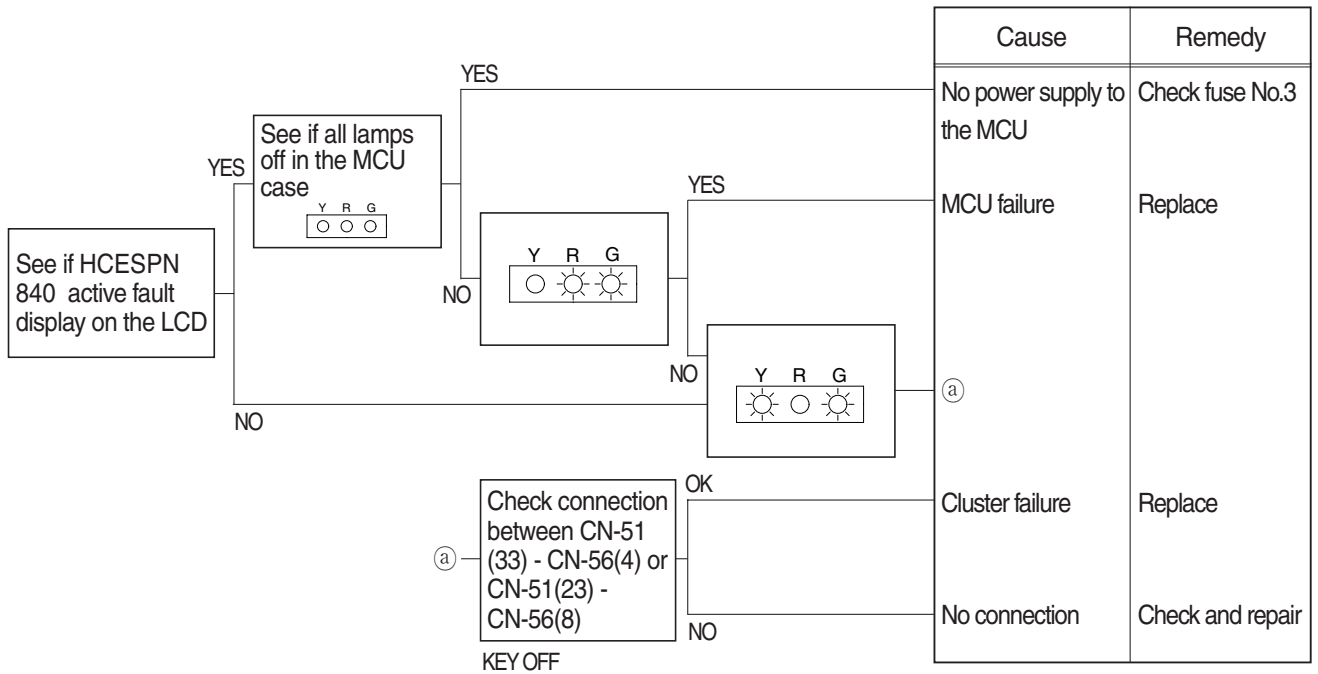 Cause
Remedy
YES
No power supply to
the MCU
Check fuse No.3
See if all lamps
off in the MCU
case
Y R G
YES
YES
MCU failure
Replace
See if HCESPN
840 active fault
display on the LCD
Y R G
NO
NO
Y R G
ⓐ
NO
OK
Cluster failure
Replace
Check connection
between CN-51
(33) - CN-56(4) or
CN-51(23) -
CN-56(8)
ⓐ
No connection
Check and repair
NO
KEY OFF